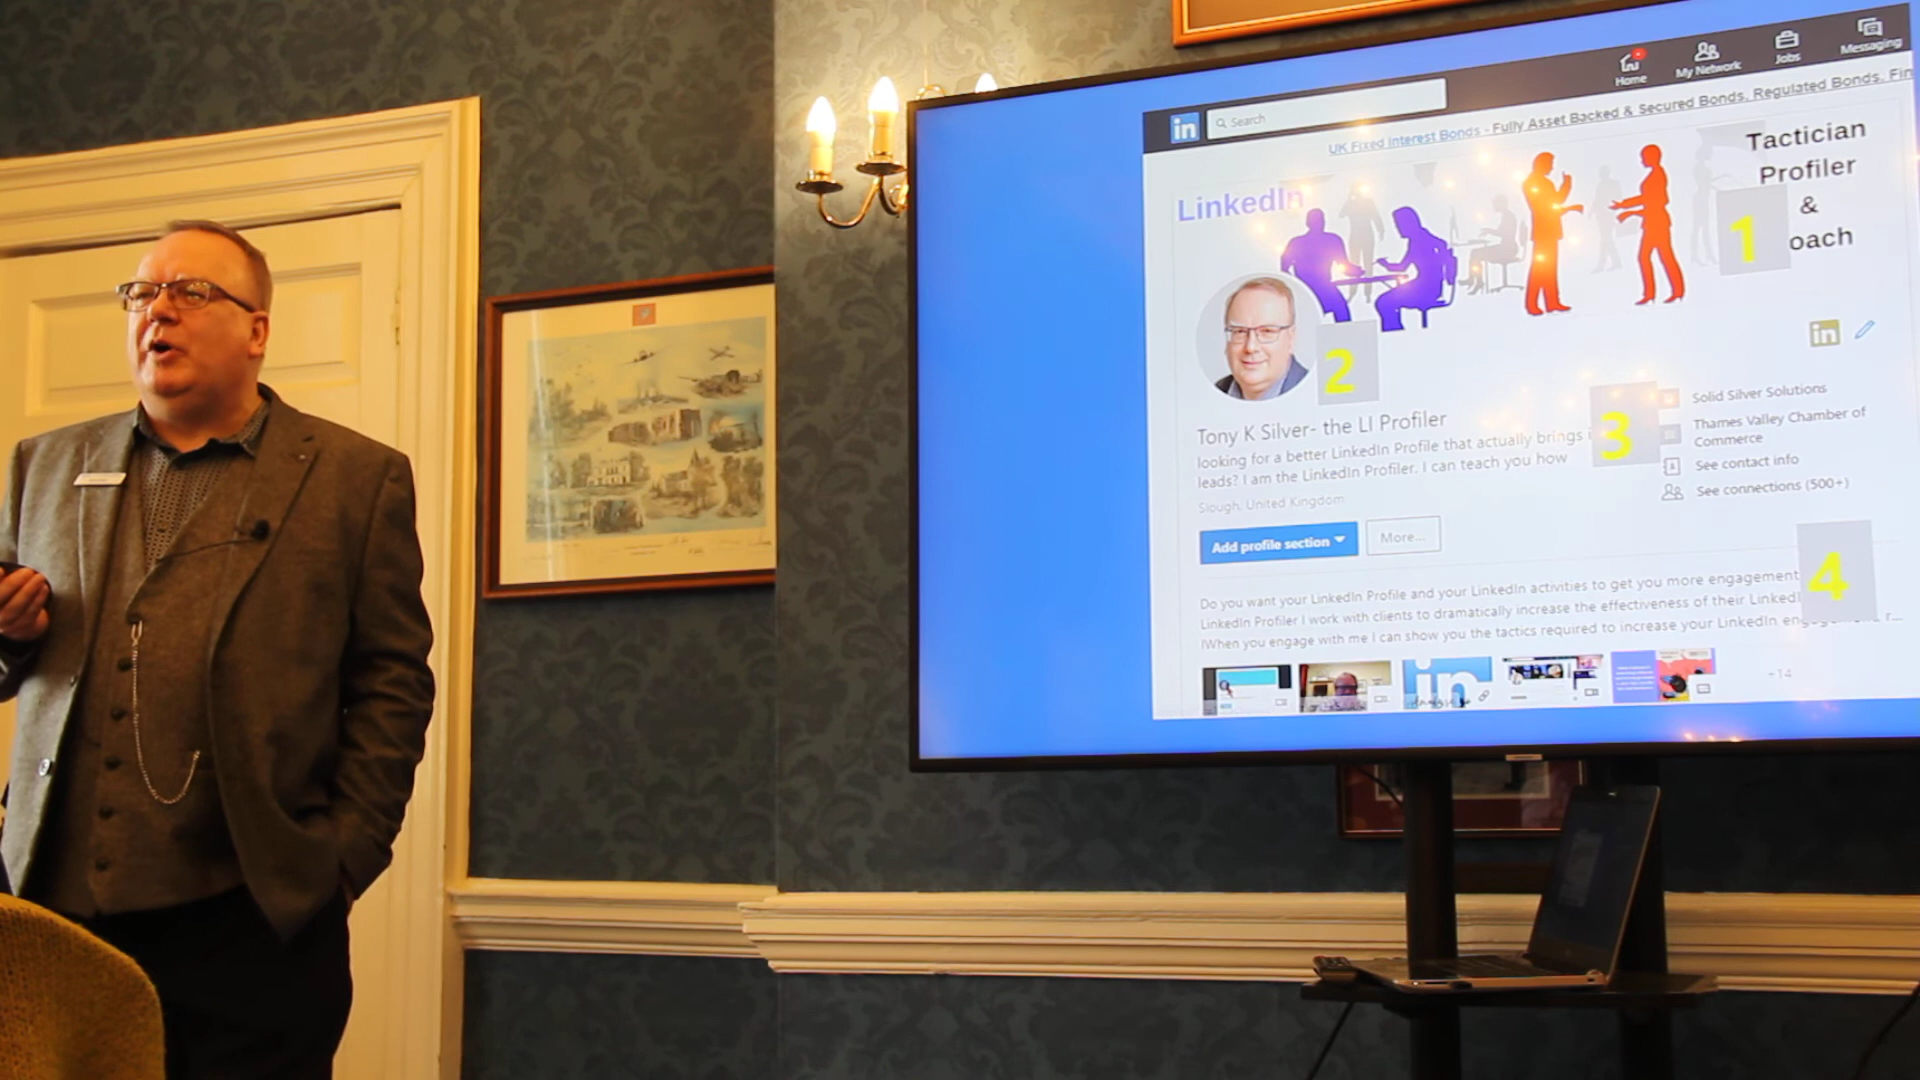 Home
My Network
Jobs
Messaging
in
Search
UK Fixed Interest Bonds - Fully Asset Backed & Secured Bonds, Regulated Bonds. Fin
Tactician
Profiler
&
oach
LinkedIn
1
in
2
3
Solid Silver Solutions
Thames Valley Chamber of
Commerce
See contact info
See connections (500+)
Tony K Silver- the LI Profiler
looking for a better LinkedIn Profile that actually brings i
leads? I am the LinkedIn Profiler. I can teach you how
Slough, United Kingdom
Add profile section
More...
4
Do you want your LinkedIn Profile and your LinkedIn activities to get you more engagement
LinkedIn Profiler I work with clients to dramatically increase the effectiveness of their LinkedI
!When you engage with me I can show you the tactics required to increase your LinkedIn engagement r...
in
+14